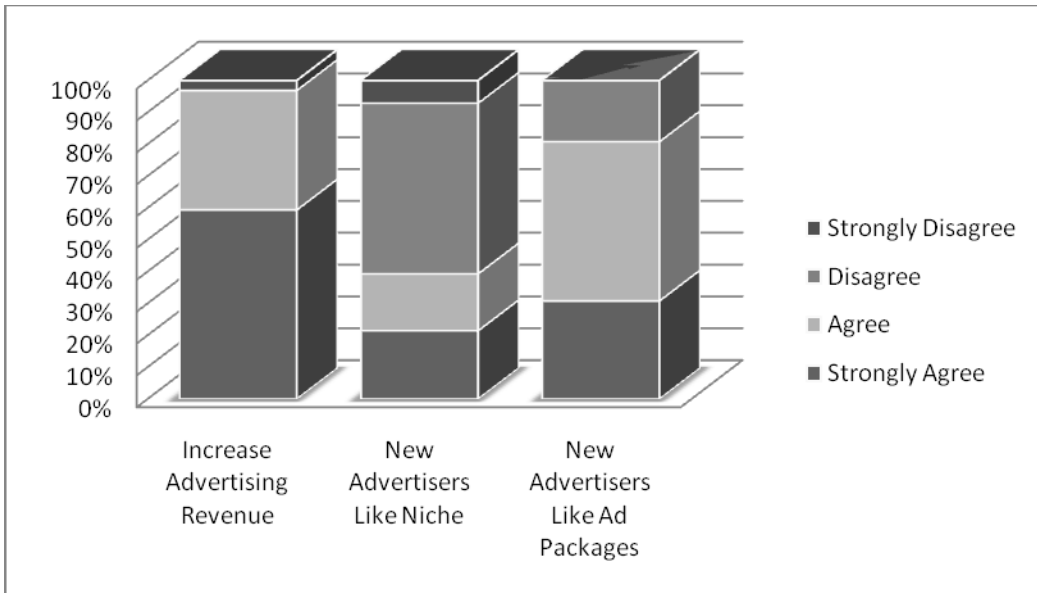 100%
90%
80%
70%
60%
50%
40%
30%
20%
10%
0%
Increase
Advertising
Revenue
New
Advertisers
Like Niche
New
Advertisers
Like Ad
Packages
Strongly Disagree
Disagree
Agree
Strongly Agree